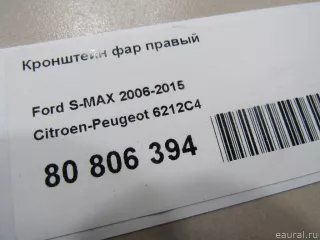 Кронштейн фар правый
Ford S-MAX 2006-2015
Citroen-Peugeot 6212C4
80 806 394
eaural.ru